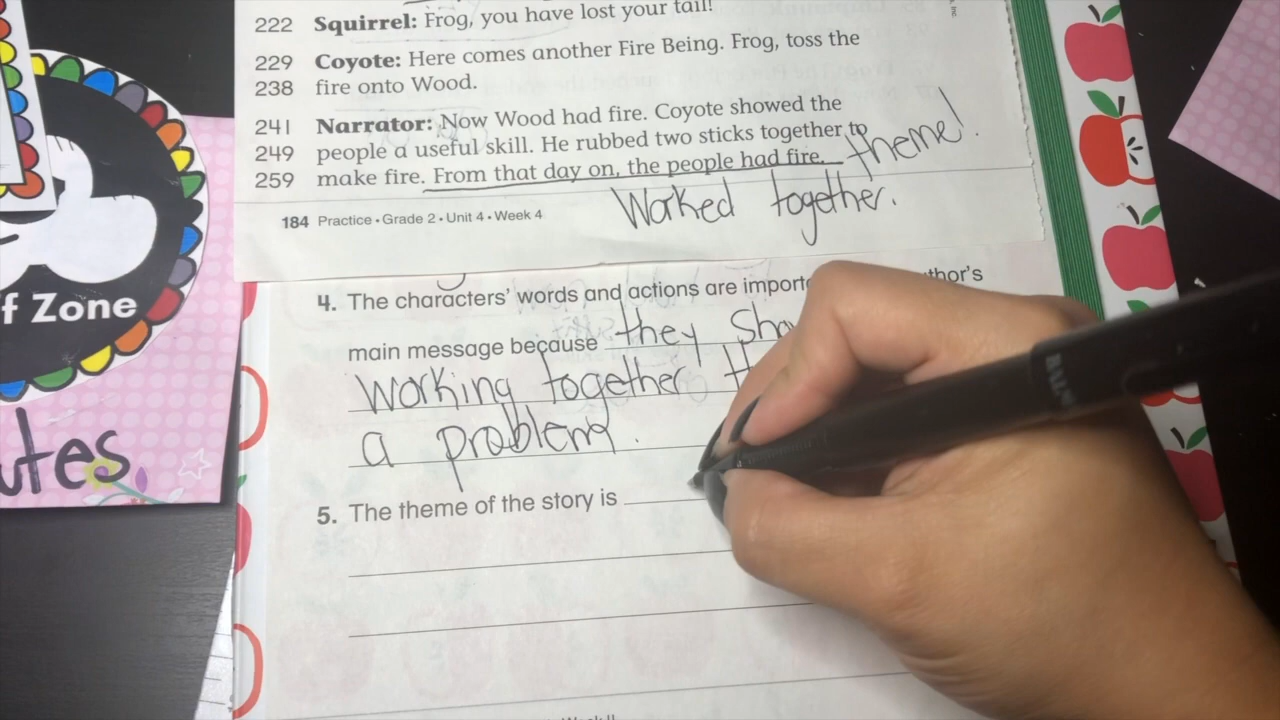 222 Squirrel: Frog, you have lost your tail!
229 Coyote: Here comes another Fire Being. Frog, toss the
238 fire onto Wood.
241 Narrator: Now Wood had fire. Coyote showed the
249 people a useful skill. He rubbed two sticks together to
259 make fire. From that day on, the people had fire. theme!
Worked together.
184 Practice • Grade 2 • Unit 4 • Week 4
f Zone
utes
4. The characters' words and actions are import thor's
main message because they sho
working together
a problem.
5. The theme of the story is